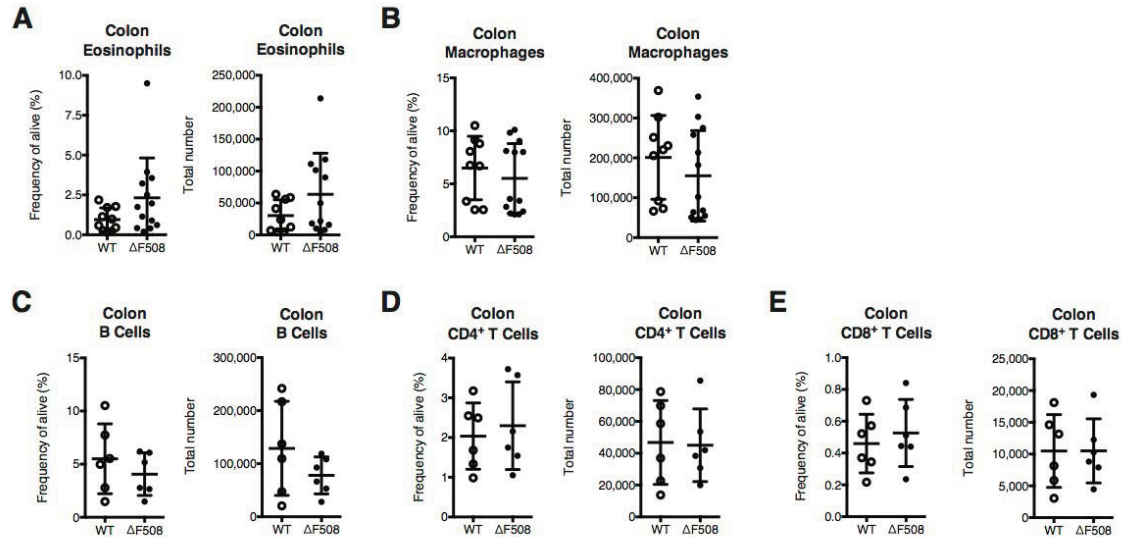 A
Colon
Eosinophils
Frequency of alive (%)
10.0
7.5
5.0
2.5
0.0
WT
ΔF508
Colon
Eosinophils
Total number
250,000
200,000
150,000
100,000
50,000
0
WT
ΔF508
B
Colon
Macrophages
Frequency of alive (%)
15
10
5
0
WT
ΔF508
Colon
Macrophages
Total number
400,000
300,000
200,000
100,000
0
WT
ΔF508
C
Colon
B Cells
Frequency of alive (%)
15
10
5
0
WT
ΔF508
Colon
B Cells
Total number
300,000
200,000
100,000
0
WT
ΔF508
D
Colon
CD4⁺ T Cells
Frequency of alive (%)
4
3
2
1
0
WT
ΔF508
Colon
CD4⁺ T Cells
Total number
100,000
80,000
60,000
40,000
20,000
0
WT
ΔF508
E
Colon
CD8⁺ T Cells
Frequency of alive (%)
1.0
0.8
0.6
0.4
0.2
0.0
WT
ΔF508
Colon
CD8⁺ T Cells
Total number
25,000
20,000
15,000
10,000
5,000
0
WT
ΔF508